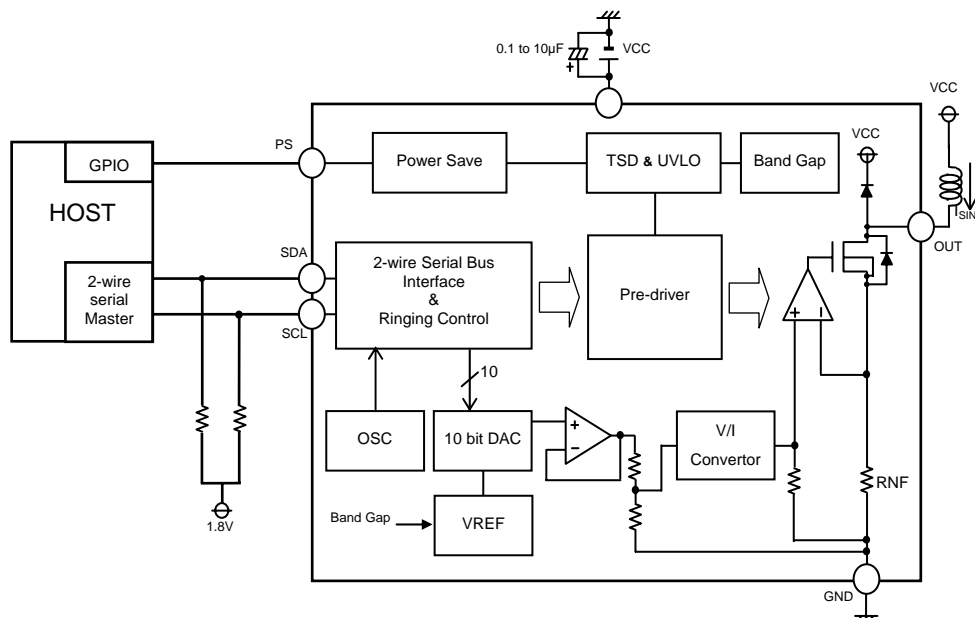 0.1 to 10µF
+
VCC
VCC
GPIO
PS
Power Save
TSD & UVLO
Band Gap
VCC
HOST
ISINK
OUT
SDA
2-wire
serial
Master
2-wire Serial Bus
Interface
&
Ringing Control
Pre-driver
SCL
+
-
10
OSC
10 bit DAC
+
-
V/I
Convertor
RNF
1.8V
Band Gap
VREF
GND